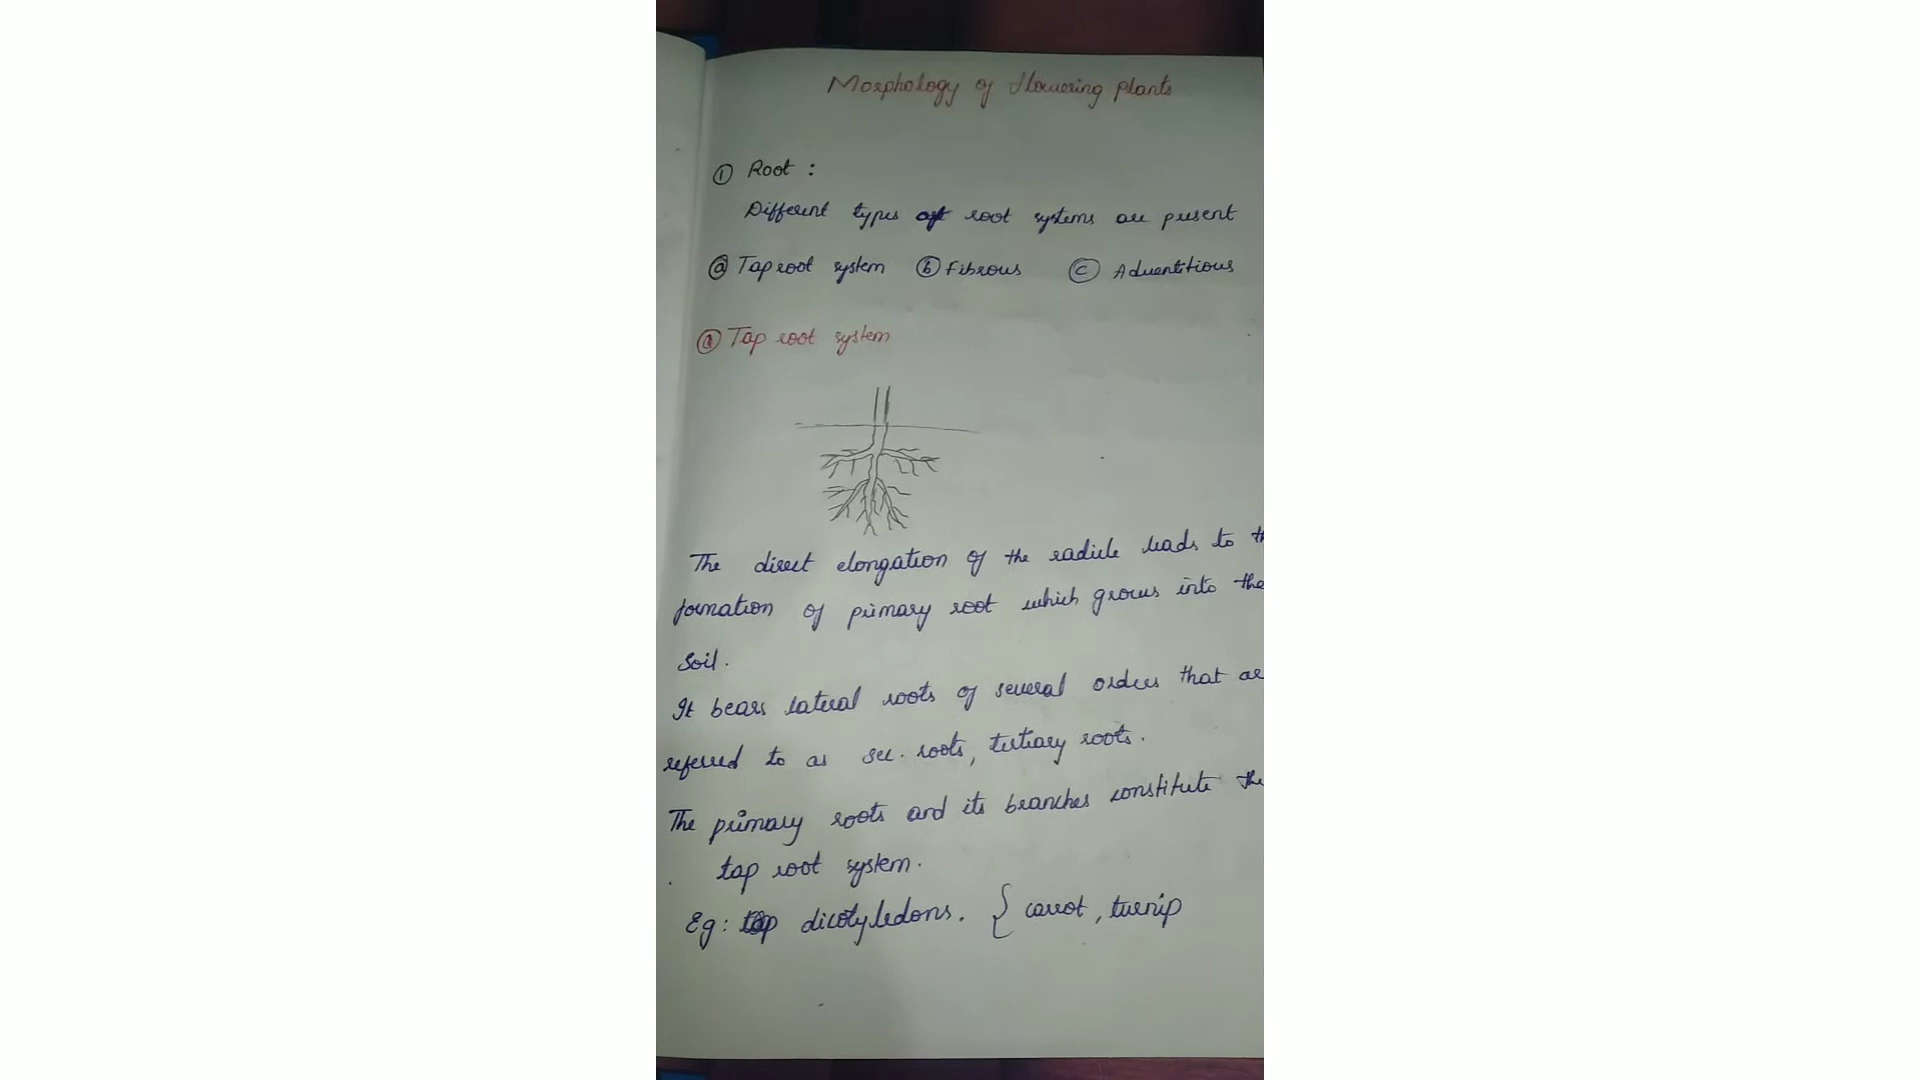 Morphology of flowering plants
① Root :
Different types of root systems are present
ⓐ Tap root system ⓑ Fibrous ⓒ Adventitious
ⓐ Tap root system
The direct elongation of the radicle leads to th
formation of primary root which grows into the
soil.
It bears lateral roots of several orders that are
referred to as sec. roots, tertiary roots.
The primary roots and its branches constitute the
tap root system.
Eg: dicotyledons. { carrot, turnip